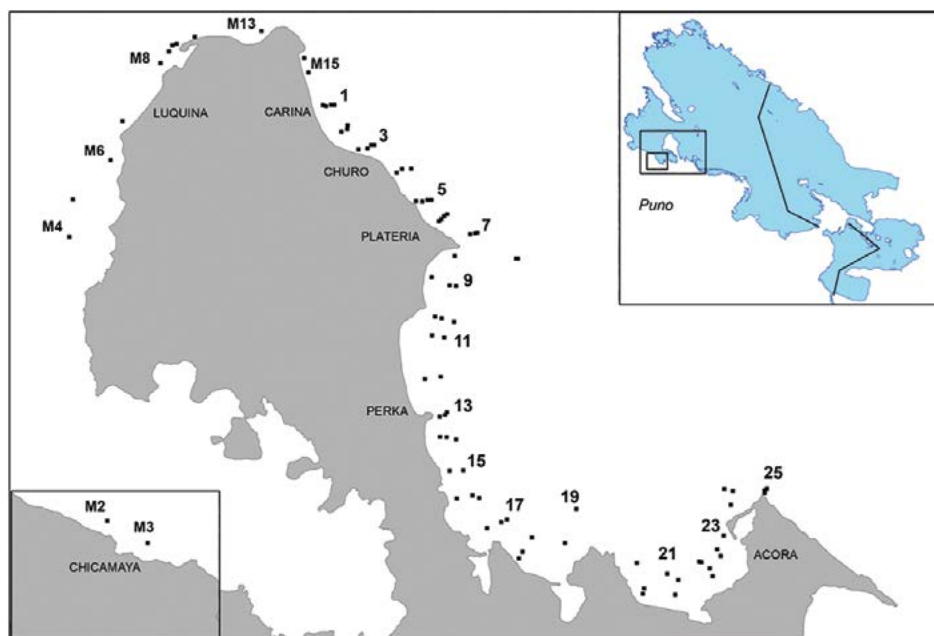 M13
M8
M15
1
LUQUINA
CARINA
3
M6
CHURO
5
Puno
M4
PLATERIA
7
9
11
PERKA
13
15
25
M2
17
19
23
M3
21
ACORA
CHICAMAYA